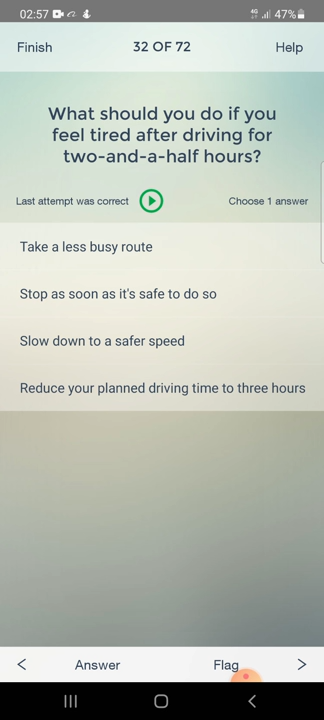 02:57
4G
47%
Finish
32 OF 72
Help
What should you do if you
feel tired after driving for
two-and-a-half hours?
Last attempt was correct
Choose 1 answer
Take a less busy route
Stop as soon as it's safe to do so
Slow down to a safer speed
Reduce your planned driving time to three hours
Answer
Flag